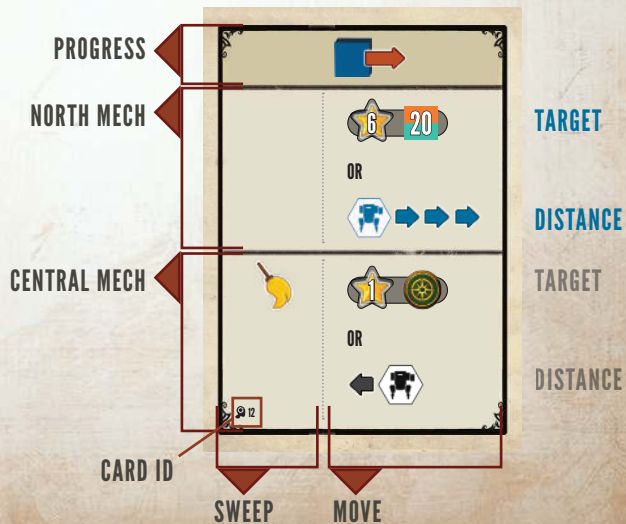 PROGRESS
NORTH MECH
6 20
TARGET
OR
DISTANCE
CENTRAL MECH
1
TARGET
OR
DISTANCE
12
CARD ID
SWEEP
MOVE